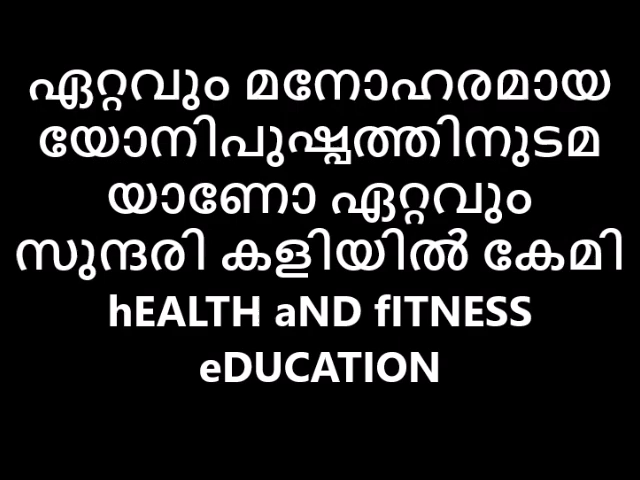 ഏറ്റവും മനോഹരമായ
യോനിപുഷ്പത്തിനുടമ
യാണോ ഏറ്റവും
സുന്ദരി കളിയിൽ കേമി
hEALTH aND fITNESS
eDUCATION